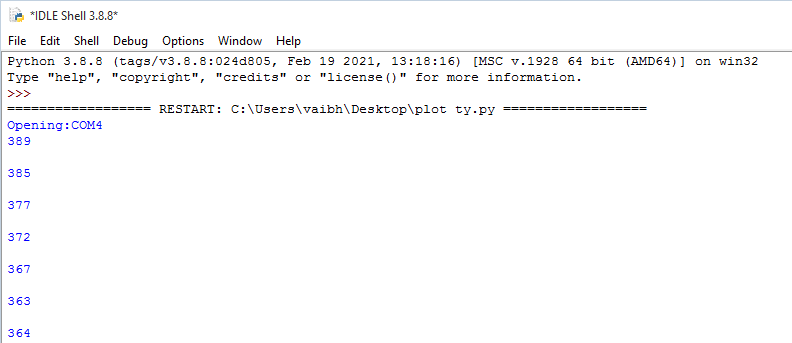 *IDLE Shell 3.8.8*
File Edit Shell Debug Options Window Help
Python 3.8.8 (tags/v3.8.8:024d805, Feb 19 2021, 13:18:16) [MSC v.1928 64 bit (AMD64)] on win32
Type "help", "copyright", "credits" or "license()" for more information.
>>>
================== RESTART: C:\Users\vaibh\Desktop\plot ty.py ==================
Opening:COM4
389
385
377
372
367
363
364